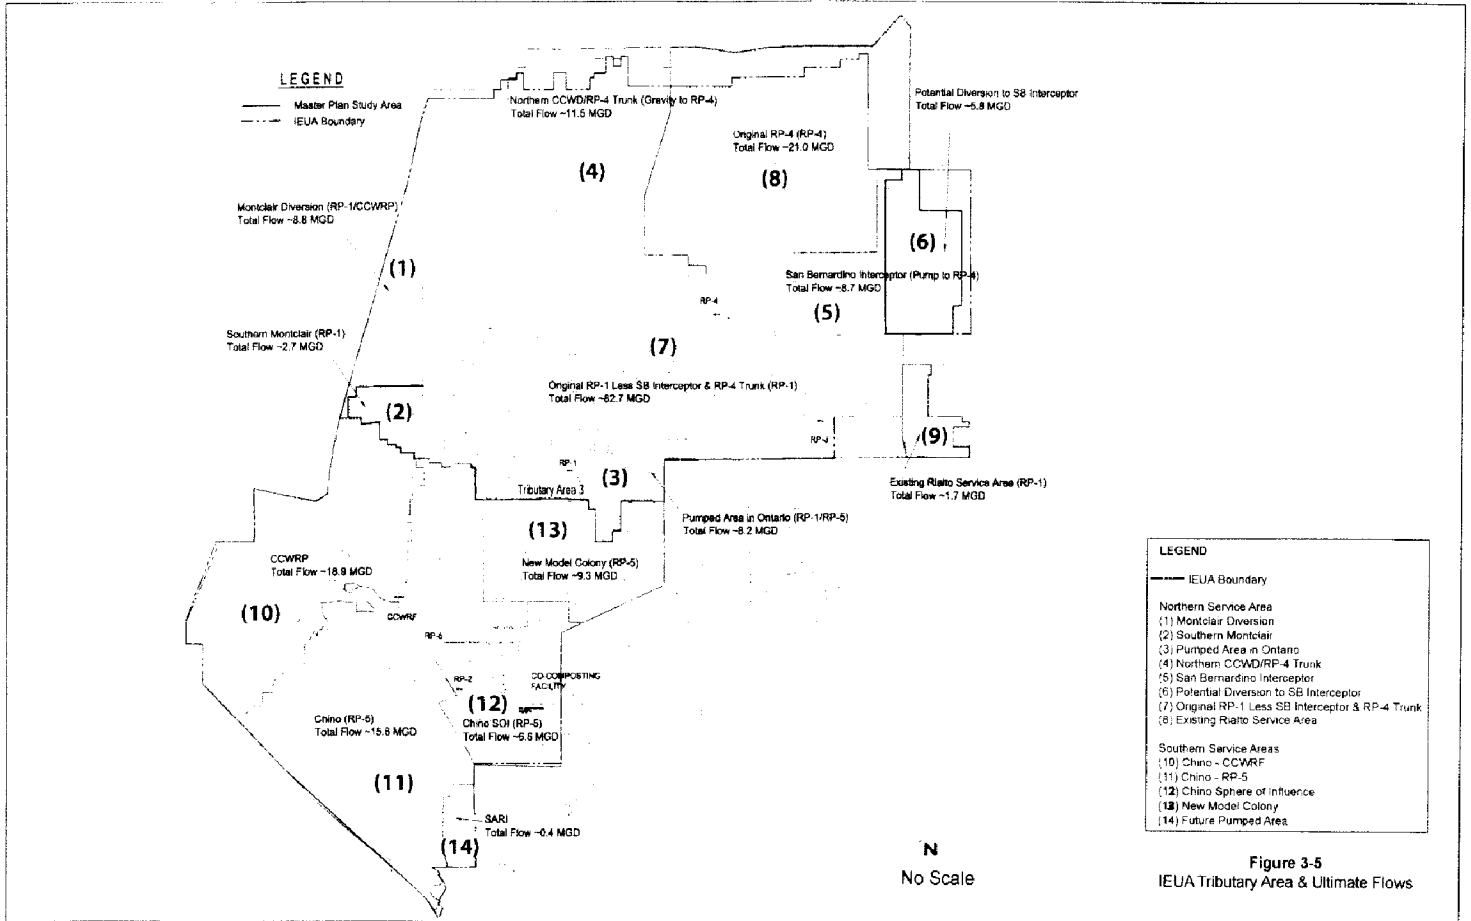 LEGEND
Master Plan Study Area
IEUA Boundary
Northern CCWD/RP-4 Trunk (Gravity to RP-4)
Total Flow ~11.5 MGD
Potential Diversion to SB Interceptor
Total Flow ~5.8 MGD
Original RP-4 (RP-4)
Total Flow ~21.0 MGD
(4)
(8)
Montclair Diversion (RP-1/CCWRP)
Total Flow ~8.8 MGD
(6)
(1)
San Bernardino Interceptor (Pump to RP-4)
Total Flow ~8.7 MGD
RP-4
(5)
Southern Montclair (RP-1)
Total Flow ~2.7 MGD
(7)
Original RP-1 Less SB Interceptor & RP-4 Trunk (RP-1)
Total Flow ~62.7 MGD
(2)
RP-3
(9)
RP-1
(3)
Existing Rialto Service Area (RP-1)
Total Flow ~1.7 MGD
Tributary Area 3
Pumped Area in Ontario (RP-1/RP-5)
Total Flow ~8.2 MGD
(13)
New Model Colony (RP-5)
Total Flow ~9.3 MGD
CCWRP
Total Flow ~18.9 MGD
(10)
CCWRF
RP-5
RP-2
CO-COMPOSTING
FACILITY
(12)
Chino SOI (RP-5)
Total Flow ~6.6 MGD
Chino (RP-5)
Total Flow ~15.8 MGD
(11)
SARI
Total Flow ~0.4 MGD
(14)
N
No Scale
LEGEND
IEUA Boundary
Northern Service Area
(1) Montclair Diversion
(2) Southern Montclair
(3) Pumped Area in Ontario
(4) Northern CCWD/RP-4 Trunk
(5) San Bernardino Interceptor
(6) Potential Diversion to SB Interceptor
(7) Original RP-1 Less SB Interceptor & RP-4 Trunk
(8) Existing Rialto Service Area
Southern Service Areas
(10) Chino - CCWRF
(11) Chino - RP-5
(12) Chino Sphere of Influence
(13) New Model Colony
(14) Future Pumped Area
Figure 3-5
IEUA Tributary Area & Ultimate Flows